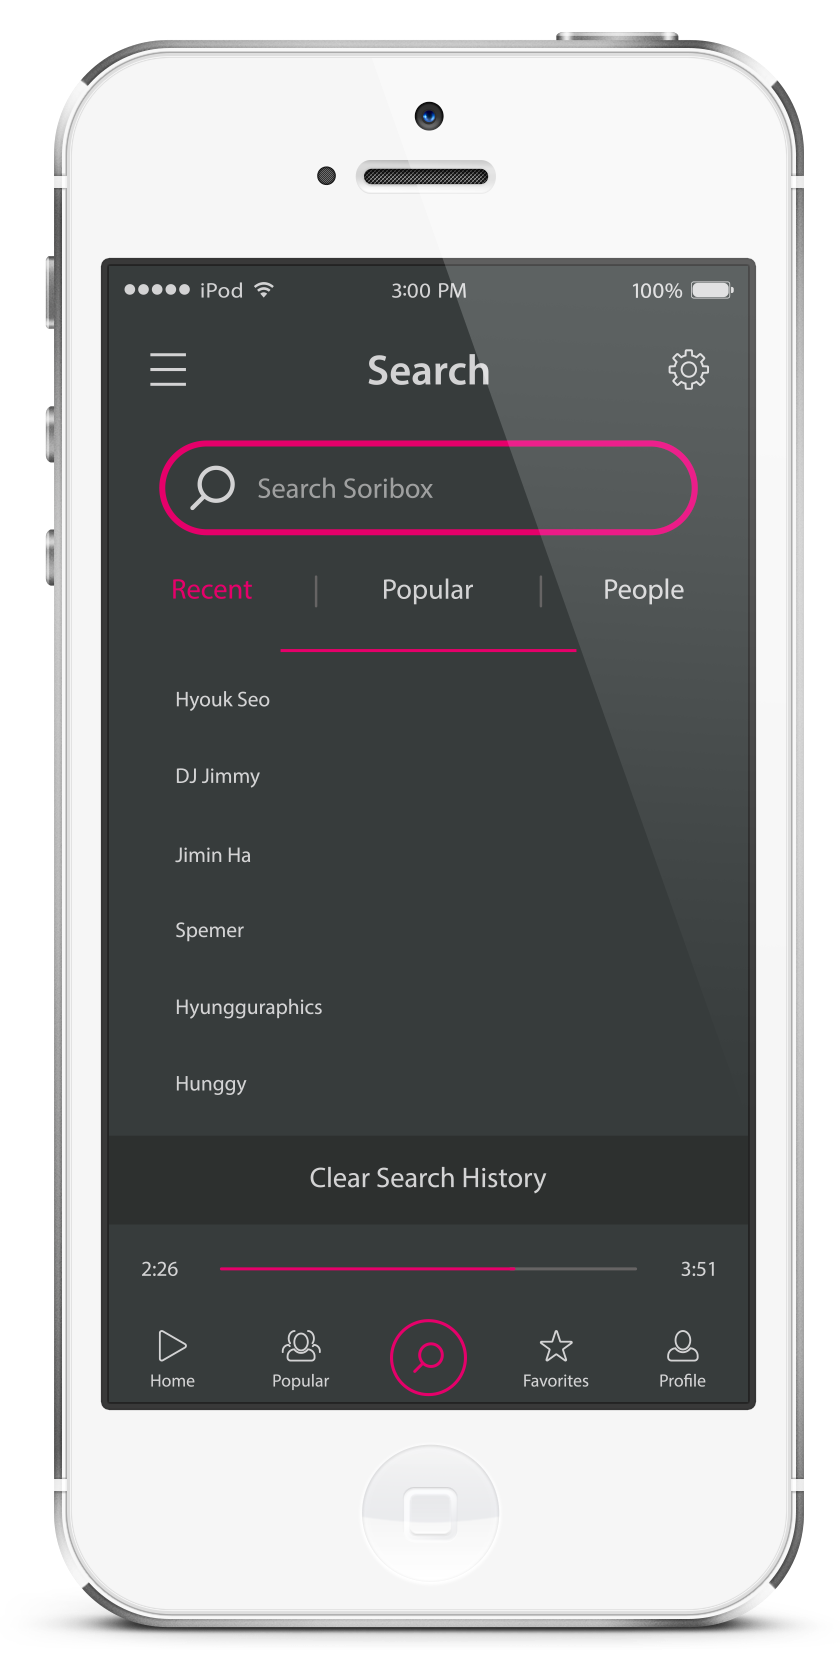 iPod 3:00 PM 100%
Search
Search Soribox
Recent | Popular | People
Hyouk Seo
DJ Jimmy
Jimin Ha
Spemer
Hyungguraphics
Hunggy
Clear Search History
2:26 3:51
Home Popular Favorites Profile